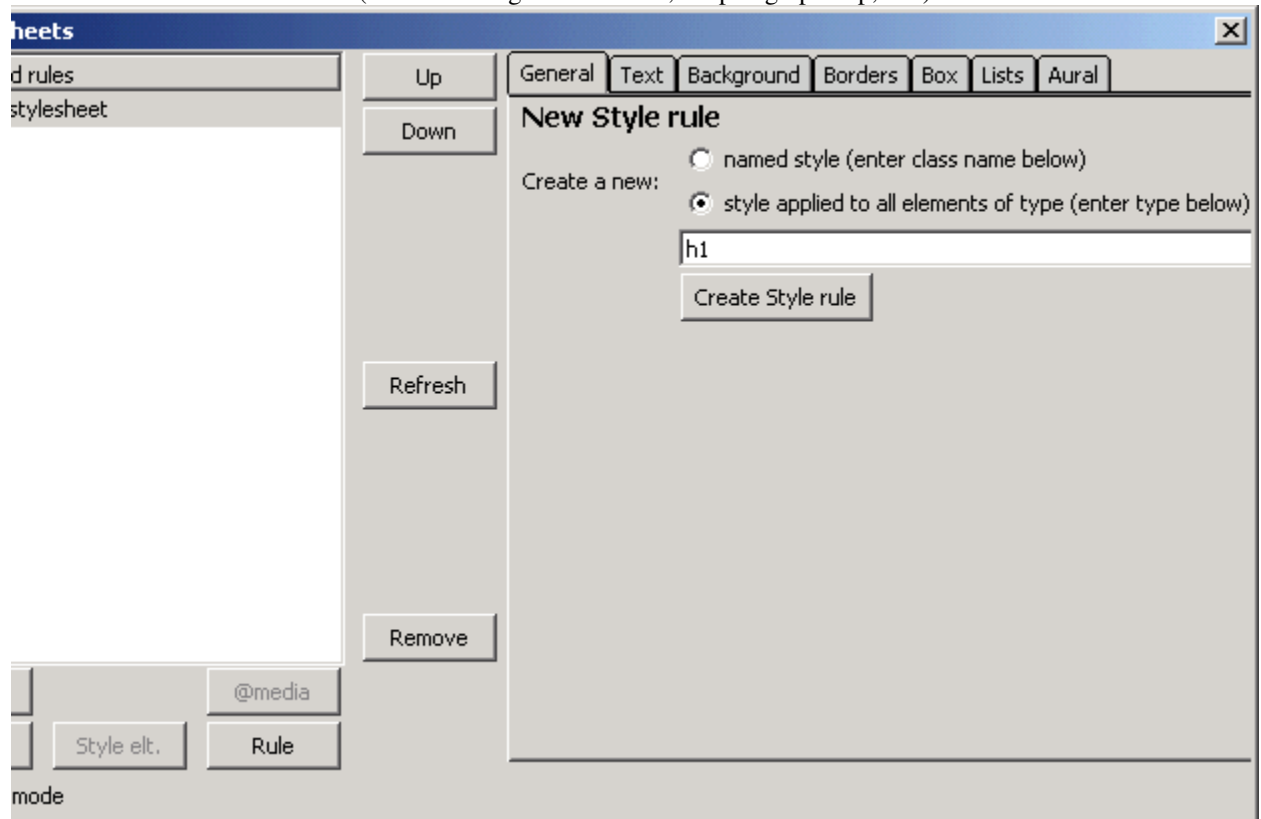 heets
d rules
stylesheet
Up
Down
Refresh
Remove
@media
Style elt.
Rule
mode
General Text Background Borders Box Lists Aural
New Style rule
Create a new:
named style (enter class name below)
style applied to all elements of type (enter type below)
h1
Create Style rule